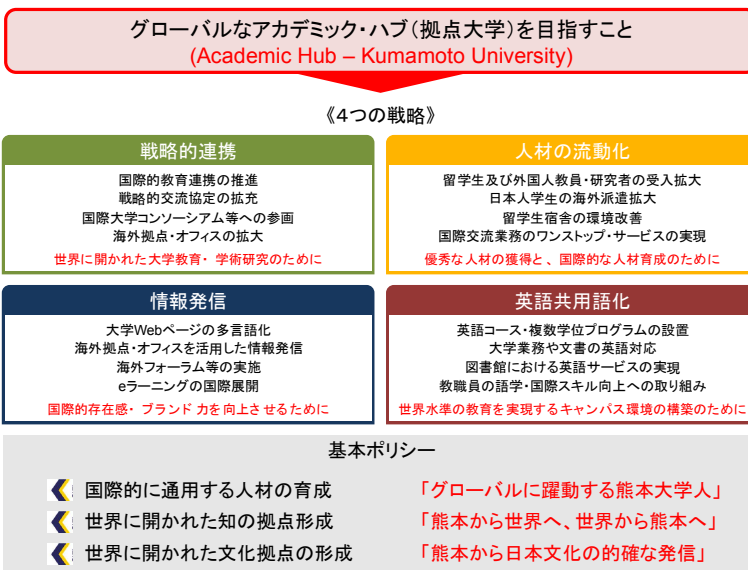 グローバルなアカデミック・ハブ（拠点大学）を目指すこと
(Academic Hub – Kumamoto University)
《4つの戦略》
戦略的連携
国際的教育連携の推進
戦略的交流協定の拡充
国際大学コンソーシアム等への参画
海外拠点・オフィスの拡大
世界に開かれた大学教育・学術研究のために
人材の流動化
留学生及び外国人教員・研究者の受入拡大
日本人学生の海外派遣拡大
留学生宿舎の環境改善
国際交流業務のワンストップ・サービスの実現
優秀な人材の獲得と、国際的な人材育成のために
情報発信
大学Webページの多言語化
海外拠点・オフィスを活用した情報発信
海外フォーラム等の実施
eラーニングの国際展開
国際的存在感・ブランド力を向上させるために
英語共用語化
英語コース・複数学位プログラムの設置
大学業務や文書の英語対応
図書館における英語サービスの実現
教職員の語学・国際スキル向上への取り組み
世界水準の教育を実現するキャンパス環境の構築のために
基本ポリシー
国際的に通用する人材の育成 「グローバルに躍動する熊本大学人」
世界に開かれた知の拠点形成 「熊本から世界へ、世界から熊本へ」
世界に開かれた文化拠点の形成 「熊本から日本文化の的確な発信」